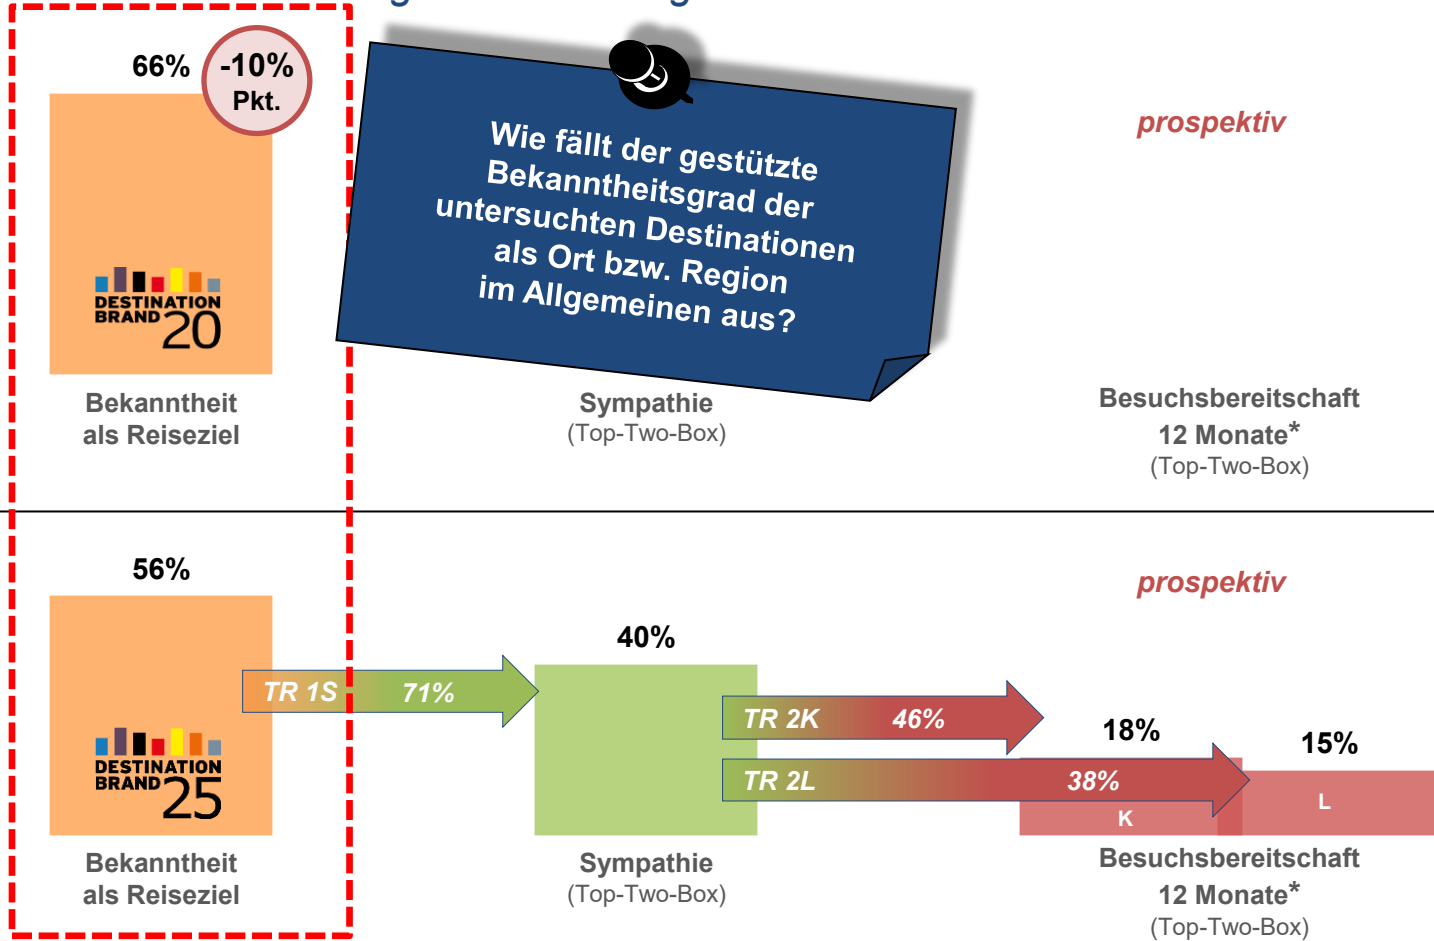 66%
-10%
Pkt.
Wie fällt der gestützte
Bekanntheitsgrad der
untersuchten Destinationen
als Ort bzw. Region
im Allgemeinen aus?
prospektiv
DESTINATION
BRAND 20
Bekanntheit
als Reiseziel
Sympathie
(Top-Two-Box)
Besuchsbereitschaft
12 Monate*
(Top-Two-Box)
56%
prospektiv
40%
TR 1S 71%
TR 2K 46%
18%
15%
TR 2L 38%
K
L
DESTINATION
BRAND 25
Bekanntheit
als Reiseziel
Sympathie
(Top-Two-Box)
Besuchsbereitschaft
12 Monate*
(Top-Two-Box)